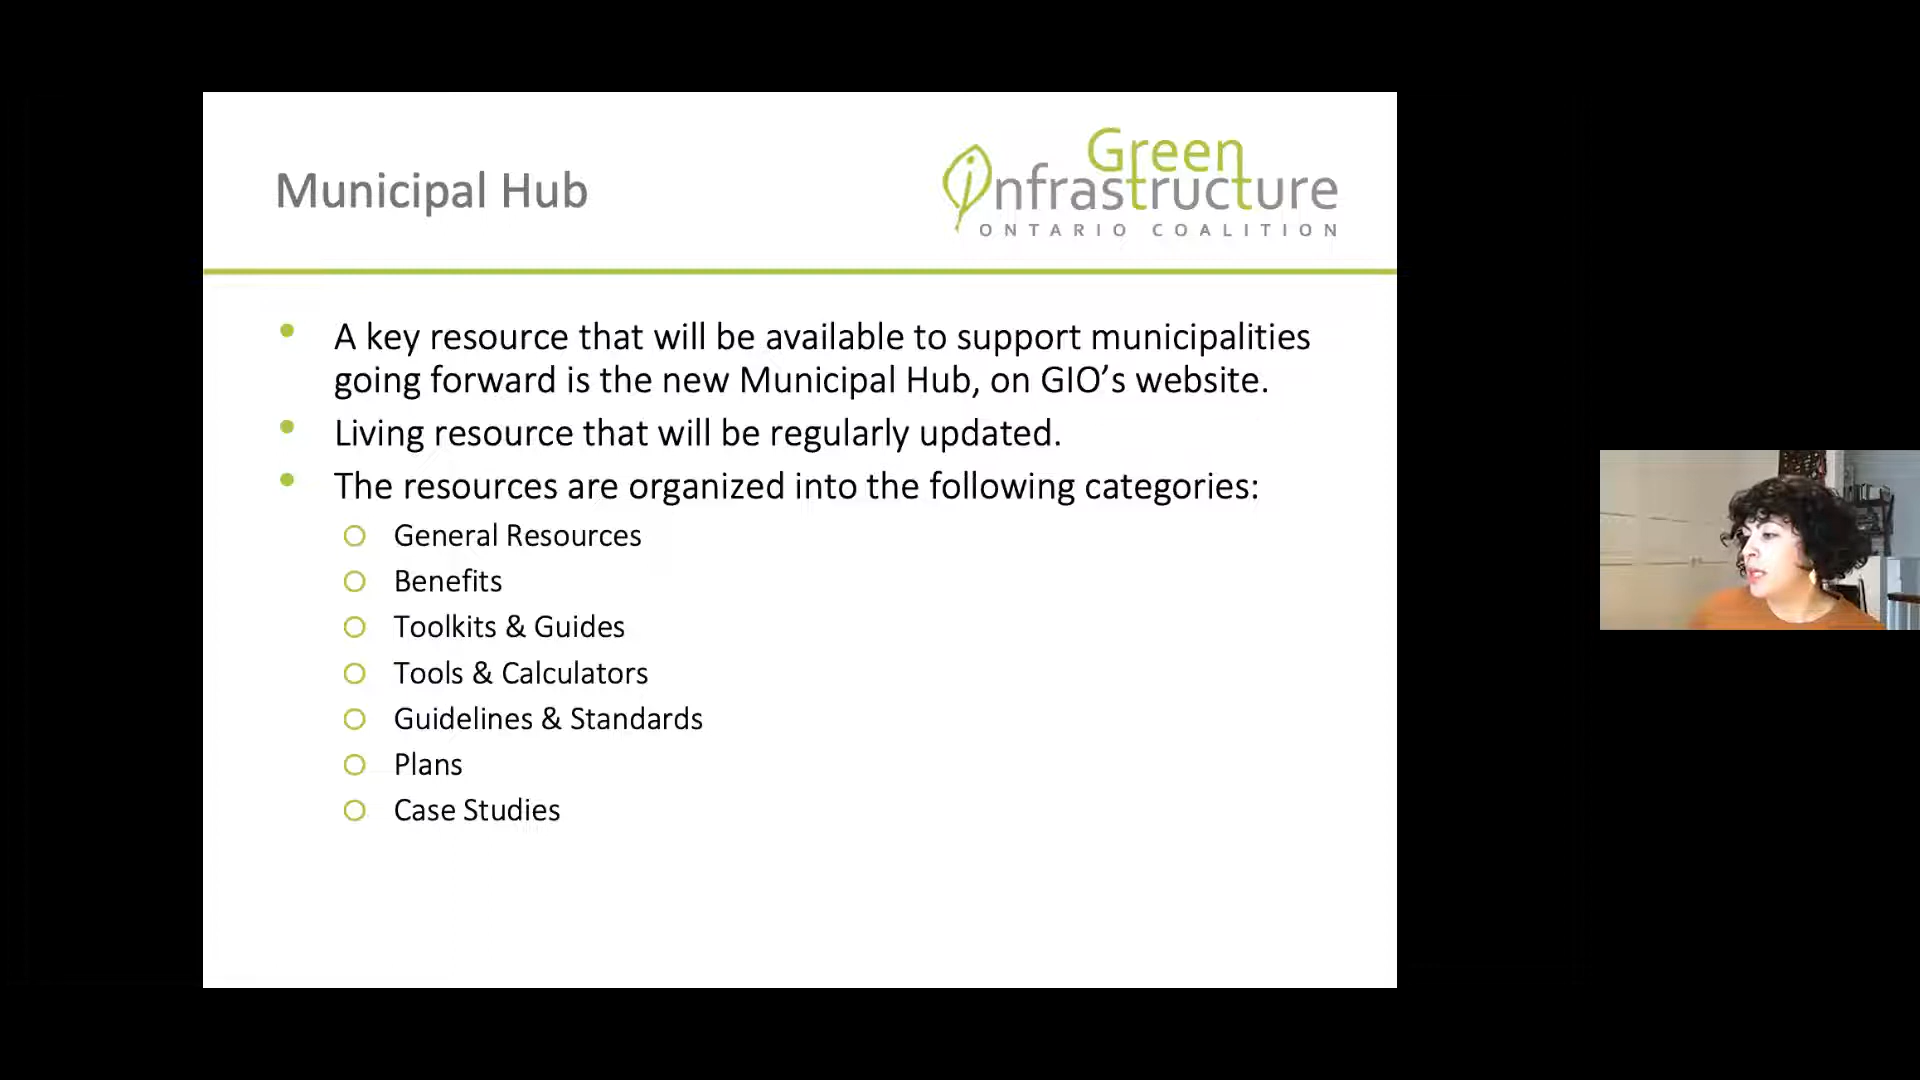 Municipal Hub
Green
infrastructure
ONTARIO COALITION
• A key resource that will be available to support municipalities
going forward is the new Municipal Hub, on GIO’s website.
• Living resource that will be regularly updated.
• The resources are organized into the following categories:
○ General Resources
○ Benefits
○ Toolkits & Guides
○ Tools & Calculators
○ Guidelines & Standards
○ Plans
○ Case Studies